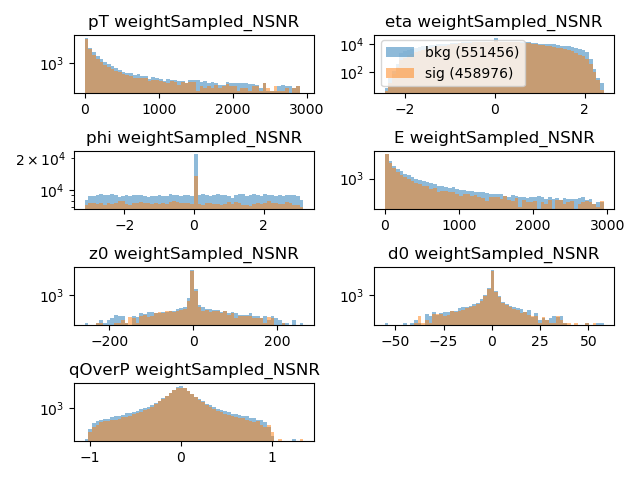 pT weightSampled_NSNR
10³
0 1000 2000 3000
eta weightSampled_NSNR
10⁴
10²
bkg (551456)
sig (458976)
−2 0 2
phi weightSampled_NSNR
2 × 10⁴
10⁴
−2 0 2
E weightSampled_NSNR
10³
0 1000 2000 3000
z0 weightSampled_NSNR
10³
−200 0 200
d0 weightSampled_NSNR
10³
−50 −25 0 25 50
qOverP weightSampled_NSNR
10³
−1 0 1